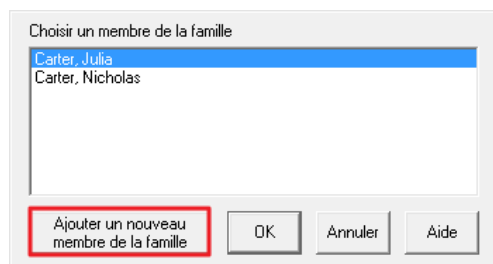 Choisir un membre de la famille
Carter, Julia
Carter, Nicholas
Ajouter un nouveau
membre de la famille
OK
Annuler
Aide